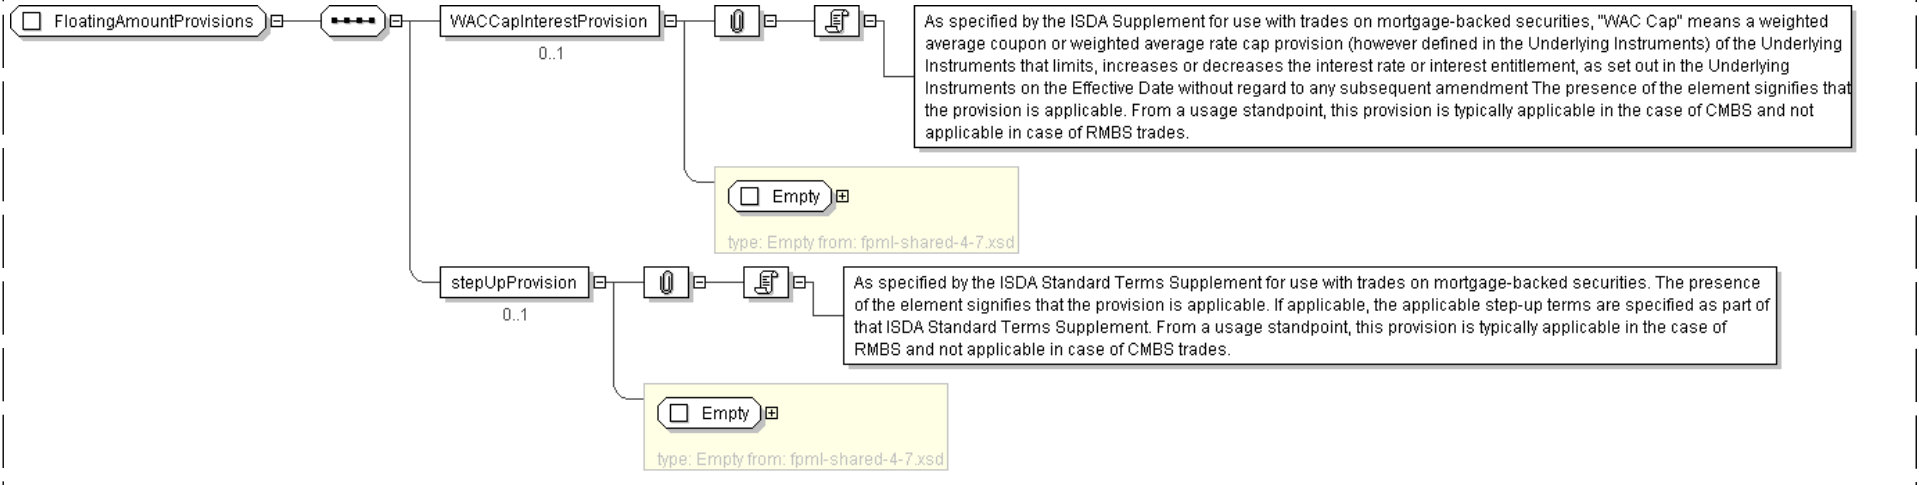 FloatingAmountProvisions
WACCapInterestProvision
0..1
As specified by the ISDA Supplement for use with trades on mortgage-backed securities, "WAC Cap" means a weighted
average coupon or weighted average rate cap provision (however defined in the Underlying Instruments) of the Underlying
Instruments that limits, increases or decreases the interest rate or interest entitlement, as set out in the Underlying
Instruments on the Effective Date without regard to any subsequent amendment The presence of the element signifies that
the provision is applicable. From a usage standpoint, this provision is typically applicable in the case of CMBS and not
applicable in case of RMBS trades.
Empty
type: Empty from: fpml-shared-4-7.xsd
stepUpProvision
0..1
As specified by the ISDA Standard Terms Supplement for use with trades on mortgage-backed securities. The presence
of the element signifies that the provision is applicable. If applicable, the applicable step-up terms are specified as part of
that ISDA Standard Terms Supplement. From a usage standpoint, this provision is typically applicable in the case of
RMBS and not applicable in case of CMBS trades.
Empty
type: Empty from: fpml-shared-4-7.xsd